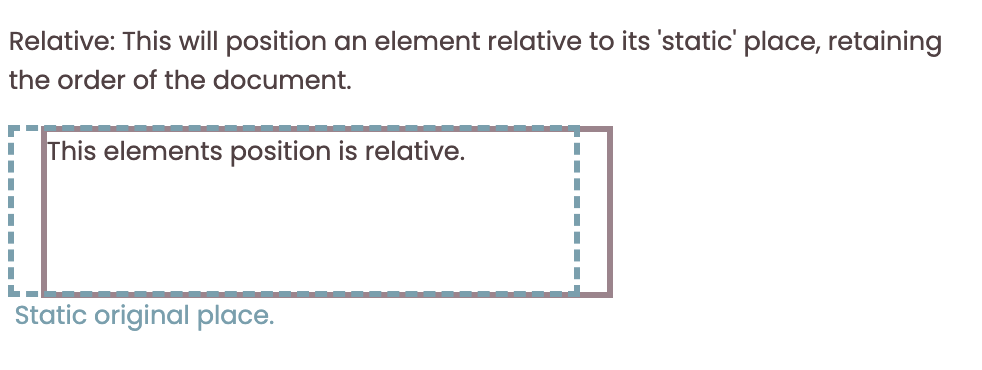 Relative: This will position an element relative to its 'static' place, retaining
the order of the document.
This elements position is relative.
Static original place.